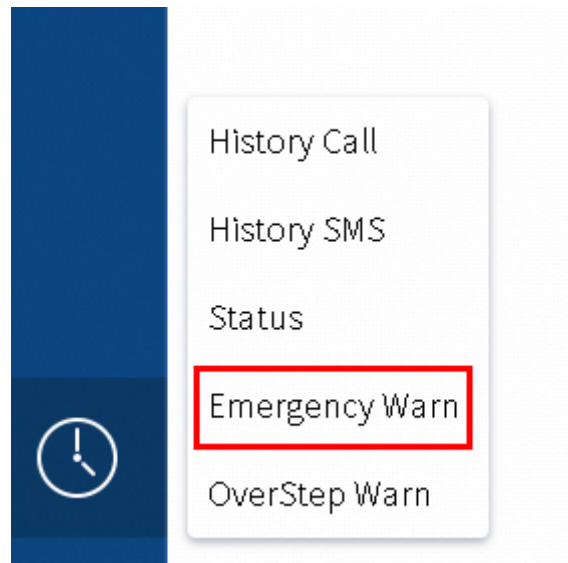 History Call
History SMS
Status
Emergency Warn
OverStep Warn